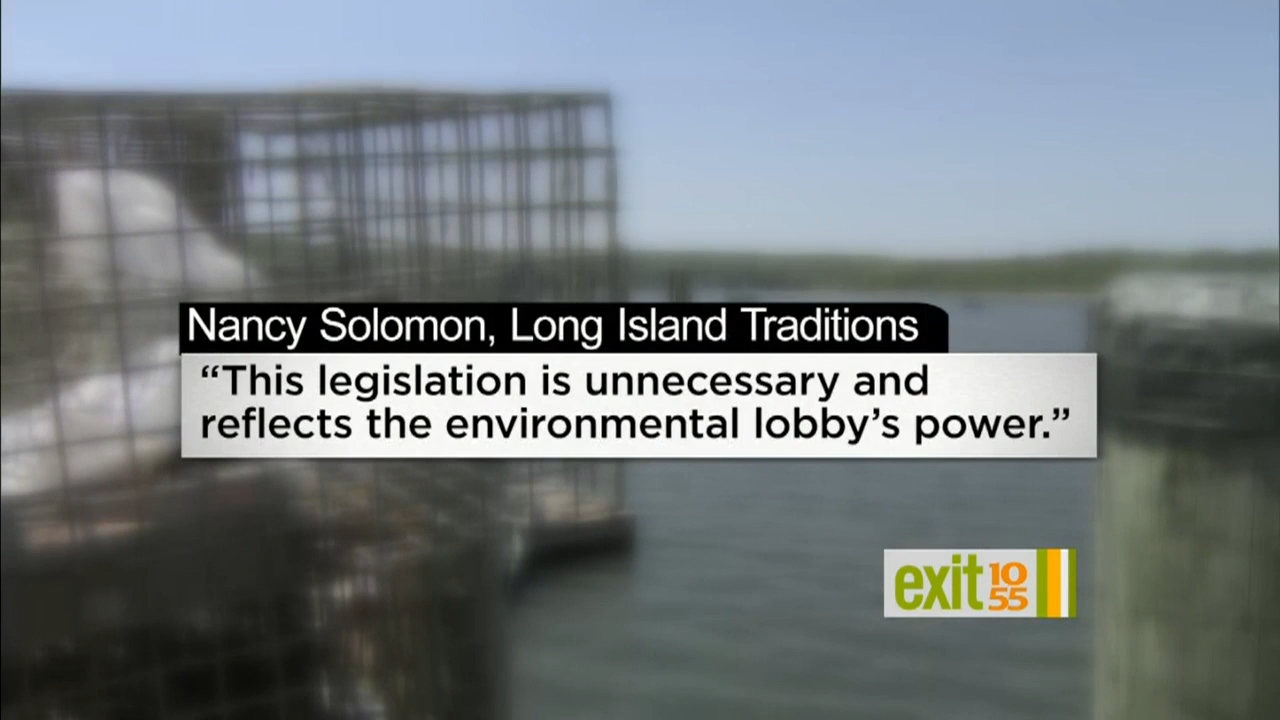 Nancy Solomon, Long Island Traditions
“This legislation is unnecessary and
reflects the environmental lobby’s power.”
exit 10
55